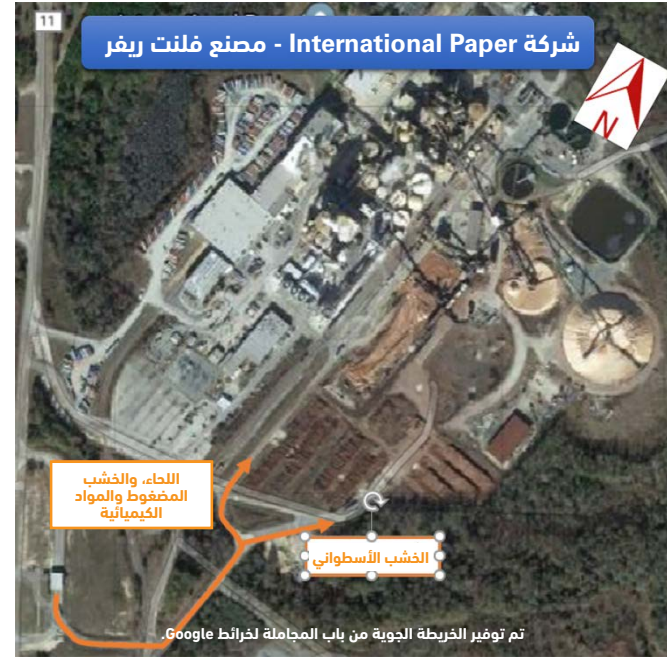 11
شركة International Paper - مصنع فلنت ريفر
N
اللحاء، والخشب
المضغوط والمواد
الكيميائية
الخشب الأسطواني
تم توفير الخريطة الجوية من باب المجاملة لخرائط Google.